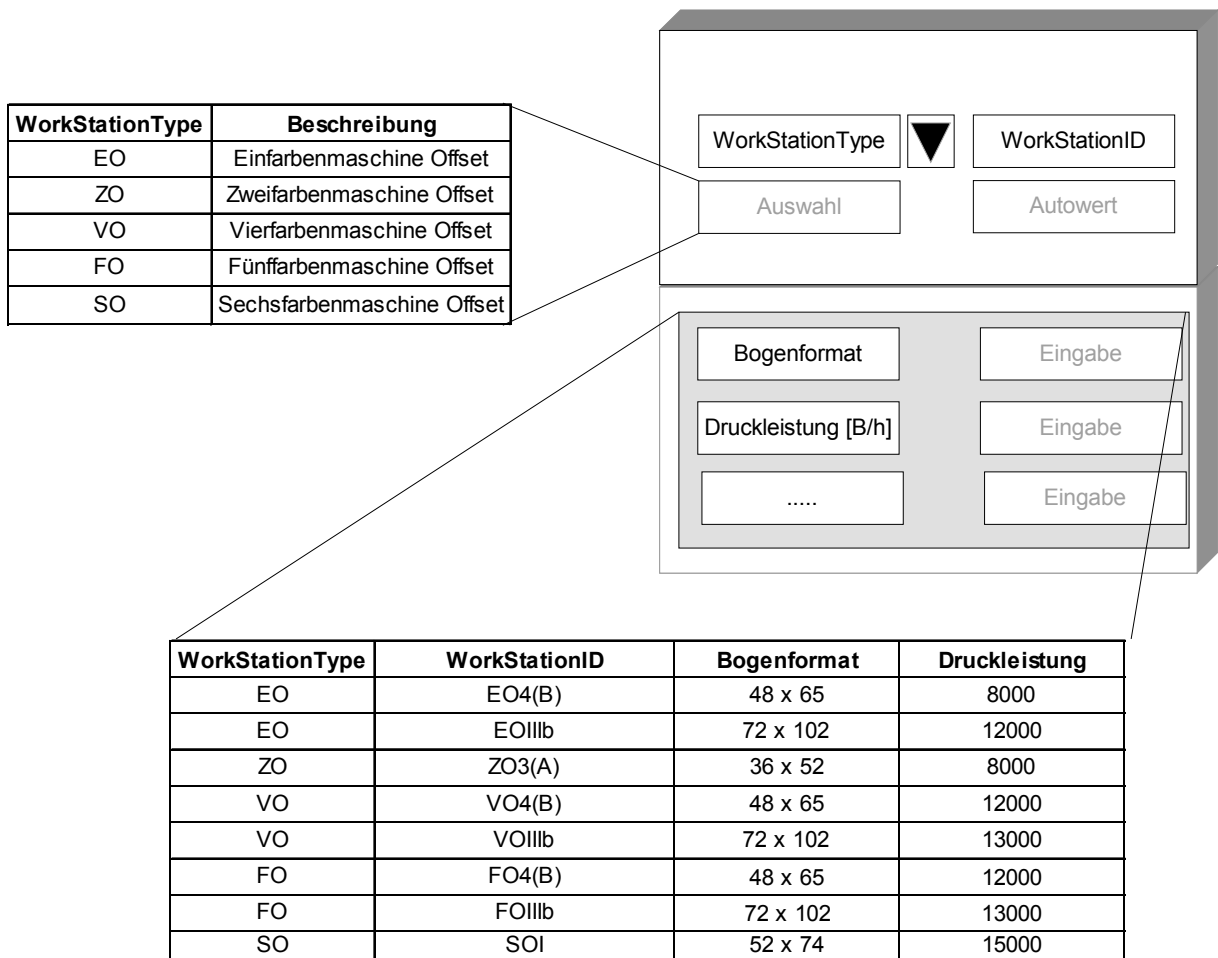 WorkStationType Beschreibung
EO Einfarbenmaschine Offset
ZO Zweifarbenmaschine Offset
VO Vierfarbenmaschine Offset
FO Fünffarbenmaschine Offset
SO Sechsfarbenmaschine Offset
WorkStationType WorkStationID
Auswahl Autowert
Bogenformat Eingabe
Druckleistung [B/h] Eingabe
..... Eingabe
WorkStationType WorkStationID Bogenformat Druckleistung
EO EO4(B) 48 x 65 8000
EO EOIIIb 72 x 102 12000
ZO ZO3(A) 36 x 52 8000
VO VO4(B) 48 x 65 12000
VO VOIIIb 72 x 102 13000
FO FO4(B) 48 x 65 12000
FO FOIIIb 72 x 102 13000
SO SOI 52 x 74 15000